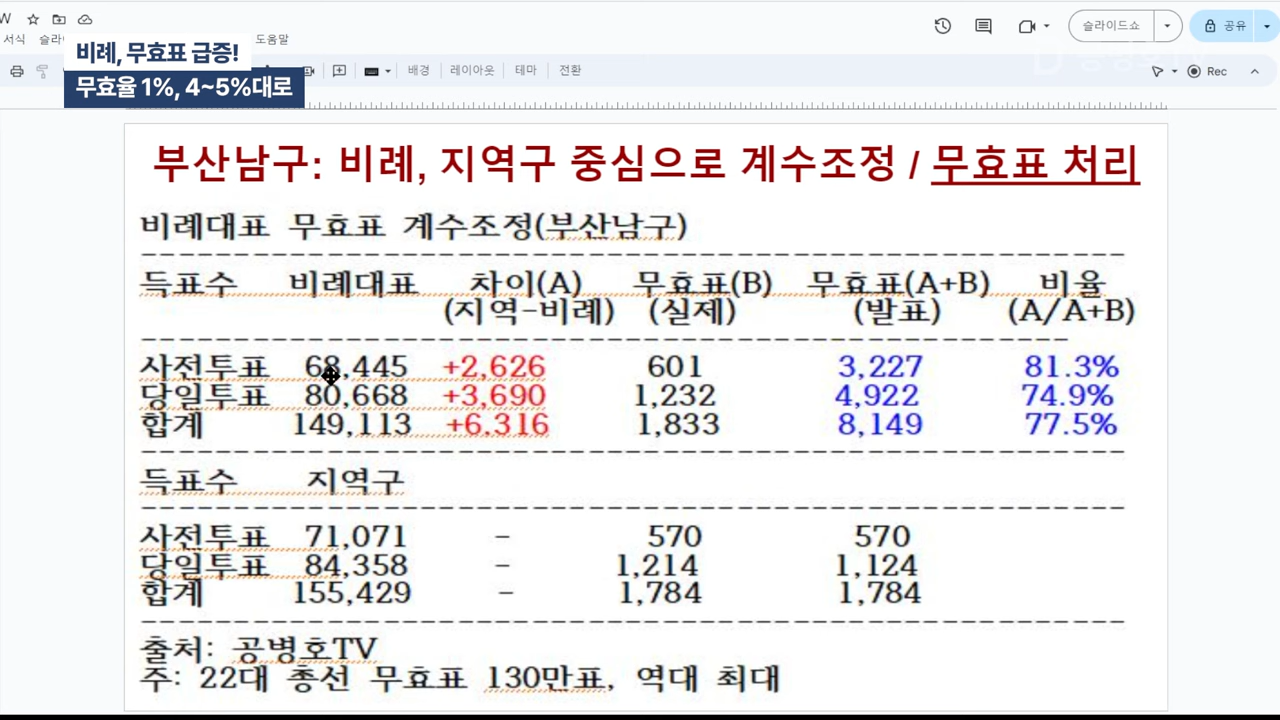 W
서식 슬라 도움말
비례, 무효표 급증!
무효율 1%, 4~5%대로
슬라이드쇼
공유
배경 레이아웃 테마 전환
Rec
부산남구: 비례, 지역구 중심으로 계수조정 / 무효표 처리
비례대표 무효표 계수조정(부산남구)
득표수 비례대표 차이(A) 무효표(B) 무효표(A+B) 비율
(지역-비례) (실제) (발표) (A/A+B)
사전투표 68,445 +2,626 601 3,227 81.3%
당일투표 80,668 +3,690 1,232 4,922 74.9%
합계 149,113 +6.316 1,833 8,149 77.5%
득표수 지역구
사전투표 71,071 - 570 570
당일투표 84,358 - 1,214 1,124
합계 155,429 - 1,784 1,784
출처: 공병호TV
주: 22대 총선 무효표 130만표, 역대 최대